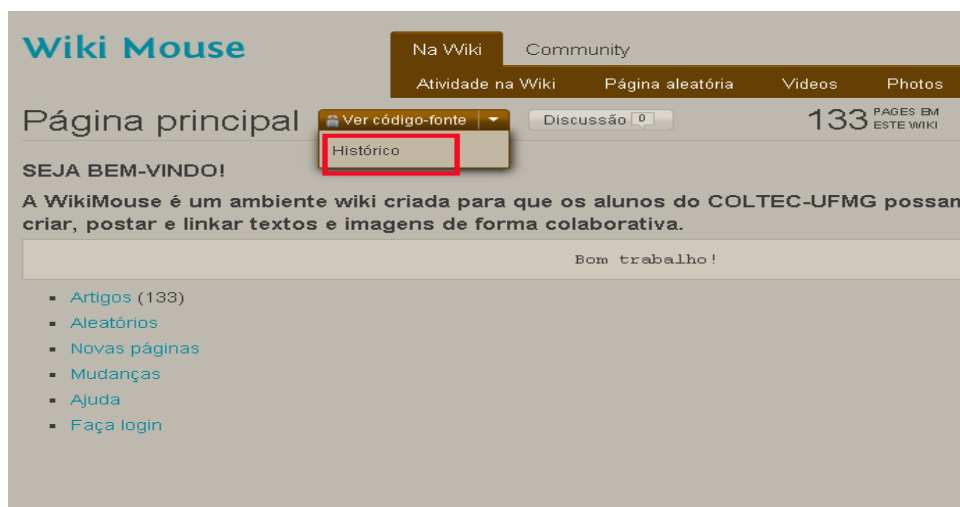 Wiki Mouse
Na Wiki Community
Atividade na Wiki Página aleatória Videos Photos
Página principal Ver código-fonte Discussão 0 133 PAGES EM ESTE WIKI
Histórico
SEJA BEM-VINDO!
A WikiMouse é um ambiente wiki criada para que os alunos do COLTEC-UFMG possam
criar, postar e linkar textos e imagens de forma colaborativa.
Bom trabalho!
Artigos (133)
Aleatórios
Novas páginas
Mudanças
Ajuda
Faça login